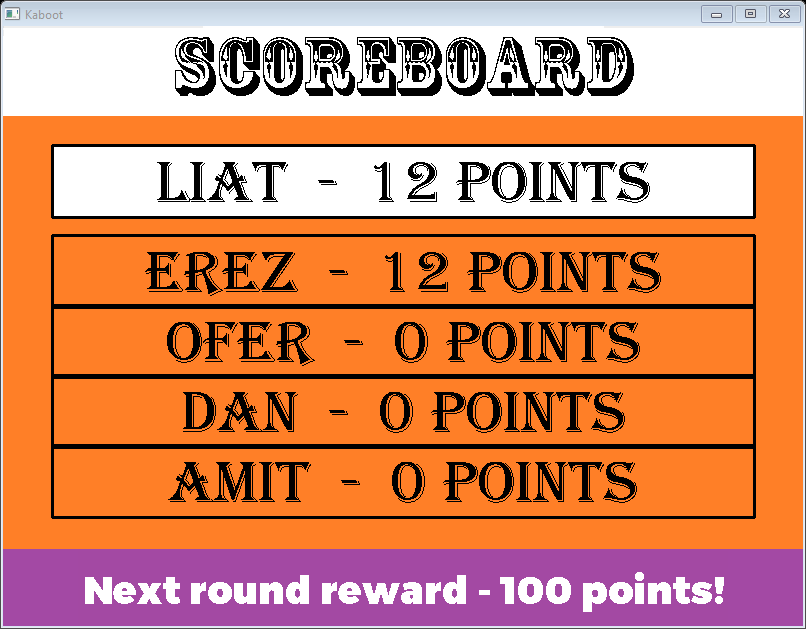 Kaboot
SCOREBOARD
LIAT - 12 POINTS
EREZ - 12 POINTS
OFER - 0 POINTS
DAN - 0 POINTS
AMIT - 0 POINTS
Next round reward - 100 points!